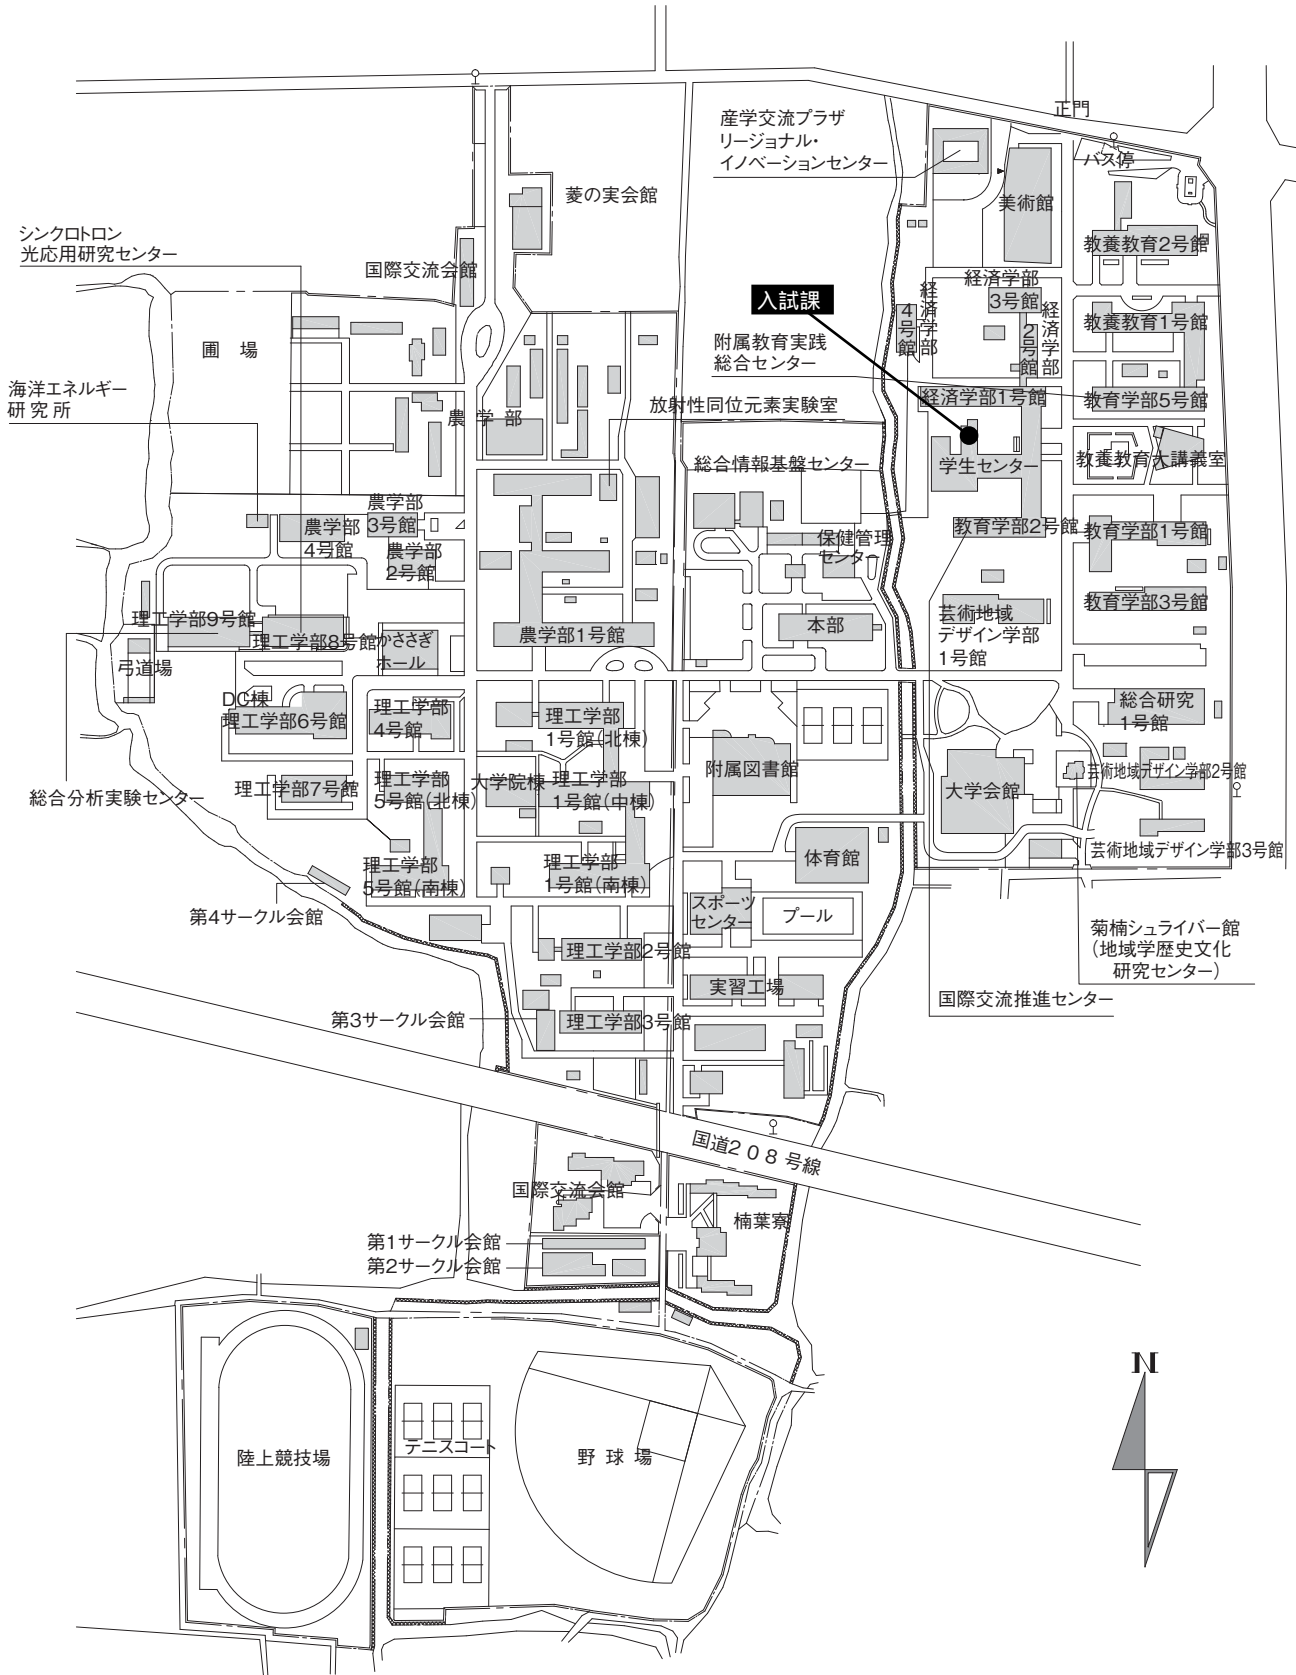 正門
バス停
産学交流プラザ
リージョナル・
イノベーションセンター
美術館
菱の実会館
シンクロトロン
光応用研究センター
国際交流会館
教養教育2号館
経済学部
3号館
経済学部
4号館
経済学部
2号館
教養教育1号館
入試課
附属教育実践
総合センター
圃　場
海洋エネルギー
研究所
農 学 部
放射性同位元素実験室
経済学部1号館
教育学部5号館
総合情報基盤センター
学生センター
教養教育大講義室
農学部
3号館
農学部
4号館
農学部
2号館
保健管理
センター
教育学部2号館
教育学部1号館
理工学部9号館
理工学部8号館
かささぎ
ホール
農学部1号館
本部
芸術地域
デザイン学部
1号館
教育学部3号館
弓道場
DC棟
理工学部6号館
理工学部
4号館
理工学部
1号館(北棟)
総合研究
1号館
総合分析実験センター
理工学部7号館
理工学部
5号館(北棟)
大学院棟
理工学部
1号館(中棟)
附属図書館
大学会館
芸術地域デザイン学部2号館
理工学部
5号館(南棟)
理工学部
1号館(南棟)
体育館
芸術地域デザイン学部3号館
第4サークル会館
スポーツ
センター
プール
菊楠シュライバー館
(地域学歴史文化
研究センター)
理工学部2号館
実習工場
国際交流推進センター
第3サークル会館
理工学部3号館
国道208号線
国際交流会館
楠葉寮
第1サークル会館
第2サークル会館
N
陸上競技場
テニスコート
野 球 場